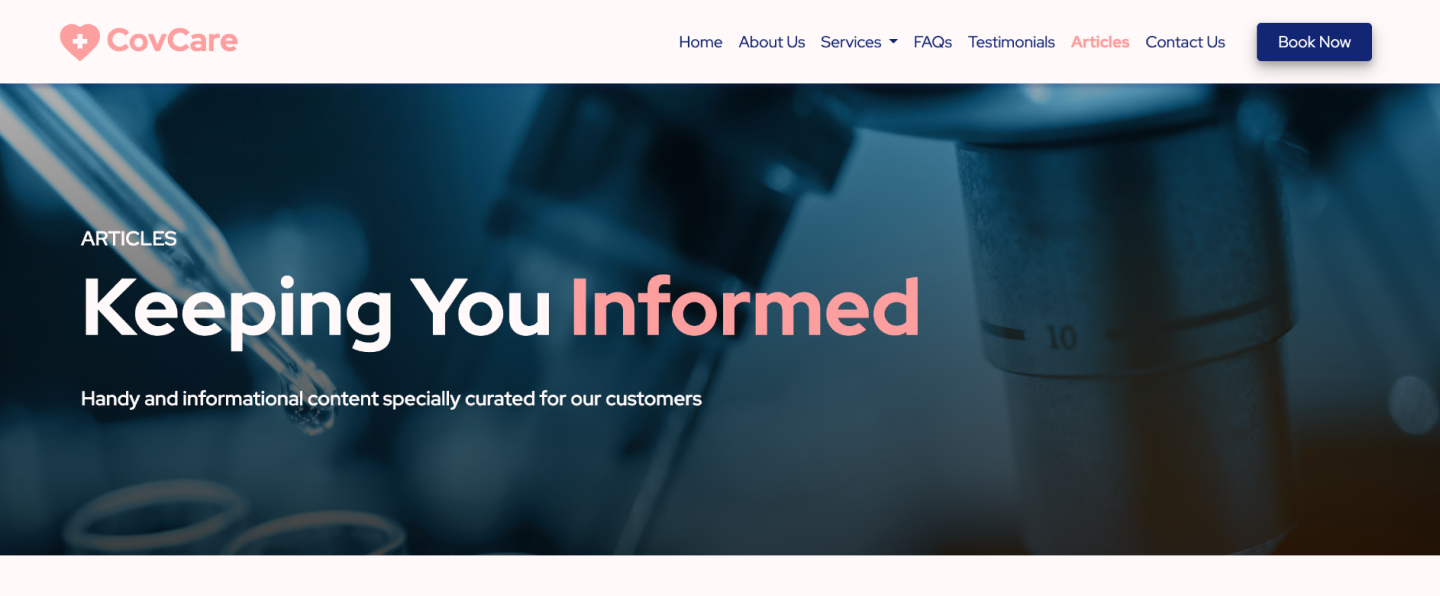 CovCare
Home About Us Services FAQs Testimonials Articles Contact Us Book Now
ARTICLES
Keeping You Informed
Handy and informational content specially curated for our customers
10